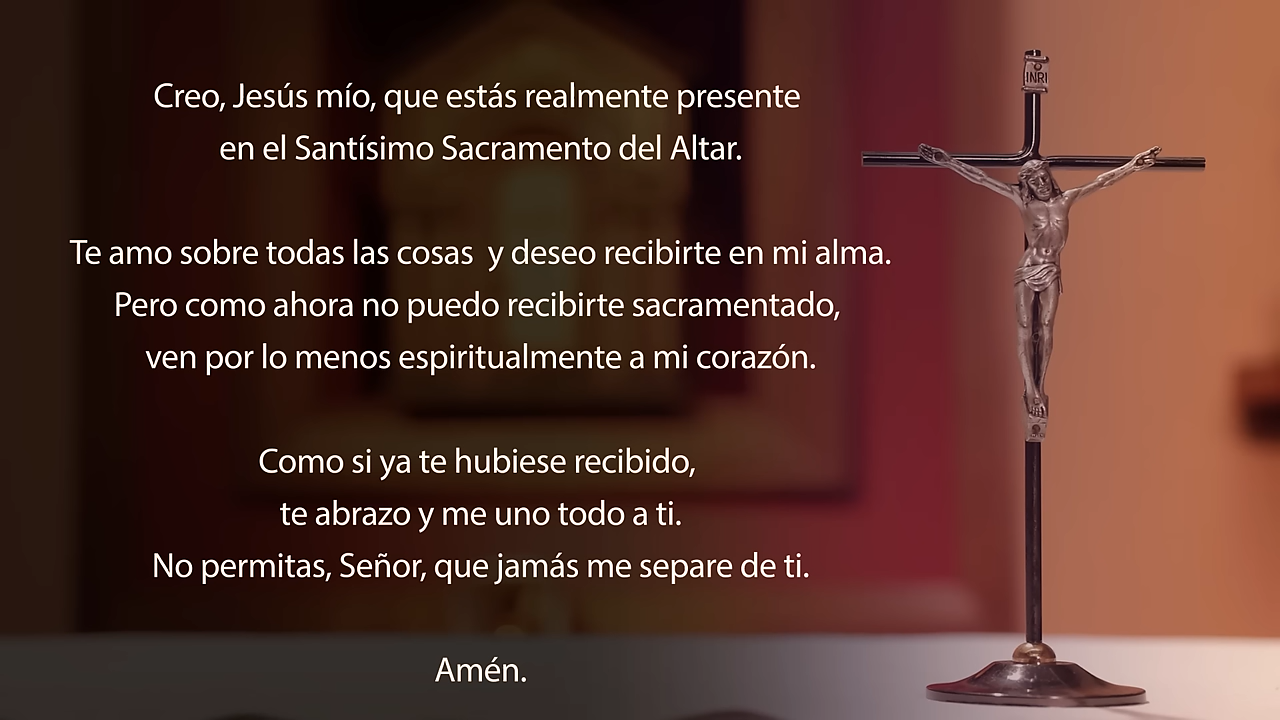 Creo, Jesús mío, que estás realmente presente
en el Santísimo Sacramento del Altar.
Te amo sobre todas las cosas y deseo recibirte en mi alma.
Pero como ahora no puedo recibirte sacramentado,
ven por lo menos espiritualmente a mi corazón.
Como si ya te hubiese recibido,
te abrazo y me uno todo a ti.
No permitas, Señor, que jamás me separe de ti.
Amén.
INRI